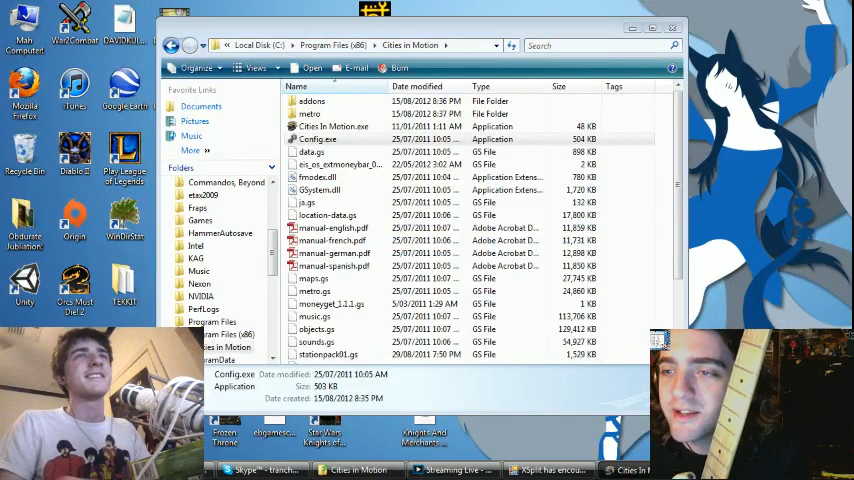 Mah Computer!
War2Combat
DAVIDKUL...
« Local Disk (C:) ▸ Program Files (x86) ▸ Cities in Motion ▸
Search
Organize
Views
Open
E-mail
Burn
Mozilla Firefox
iTunes
Google Earth
Recycle Bin
Diablo II
Play League of Legends
Obdurate Jubliation!
Origin
WinDirStat
Unity
Orcs Must Die! 2
TEKKIT
Favorite Links
Documents
Pictures
Music
More »
Folders
Commandos, Beyond
etax2009
Fraps
Games
HammerAutosave
Intel
KAG
Music
Nexon
NVIDIA
PerfLogs
Program Files
Program Files (x86)
Cities in Motion
ramData
Name Date modified Type Size Tags
addons 15/08/2012 8:36 PM File Folder
metro 15/08/2012 8:37 PM File Folder
Cities In Motion.exe 11/01/2011 1:11 AM Application 48 KB
Config.exe 25/07/2011 10:05 ... Application 504 KB
data.gs 25/07/2011 10:05 ... GS File 898 KB
eis_os_extmoneybar_0... 22/05/2012 3:02 AM GS File 2 KB
fmodex.dll 25/07/2011 10:04 ... Application Extens... 780 KB
GSystem.dll 25/07/2011 10:05 ... Application Extens... 1,720 KB
ja.gs 25/07/2011 10:05 ... GS File 132 KB
location-data.gs 25/07/2011 10:06 ... GS File 17,800 KB
manual-english.pdf 25/07/2011 10:07 ... Adobe Acrobat D... 11,859 KB
manual-french.pdf 25/07/2011 10:06 ... Adobe Acrobat D... 11,731 KB
manual-german.pdf 25/07/2011 10:06 ... Adobe Acrobat D... 12,898 KB
manual-spanish.pdf 25/07/2011 10:06 ... Adobe Acrobat D... 11,850 KB
maps.gs 25/07/2011 10:07 ... GS File 27,745 KB
metro.gs 25/07/2011 10:06 ... GS File 24,860 KB
moneyget_1.1.1.gs 5/03/2011 1:29 AM GS File 1 KB
music.gs 25/07/2011 10:07 ... GS File 113,706 KB
objects.gs 25/07/2011 10:07 ... GS File 129,412 KB
sounds.gs 25/07/2011 10:06 ... GS File 54,927 KB
stationpack01.gs 29/08/2011 7:50 PM GS File 1,529 KB
Config.exe Date modified: 25/07/2011 10:05 AM
Application Size: 503 KB
Date created: 15/08/2012 8:35 PM
Frozen Throne
ebgamesc...
Star Wars Knights of...
Knights And Merchants ...
Skype™ - tranch...
Cities in Motion
Streaming Live - ...
XSplit has encou...
Cities In M